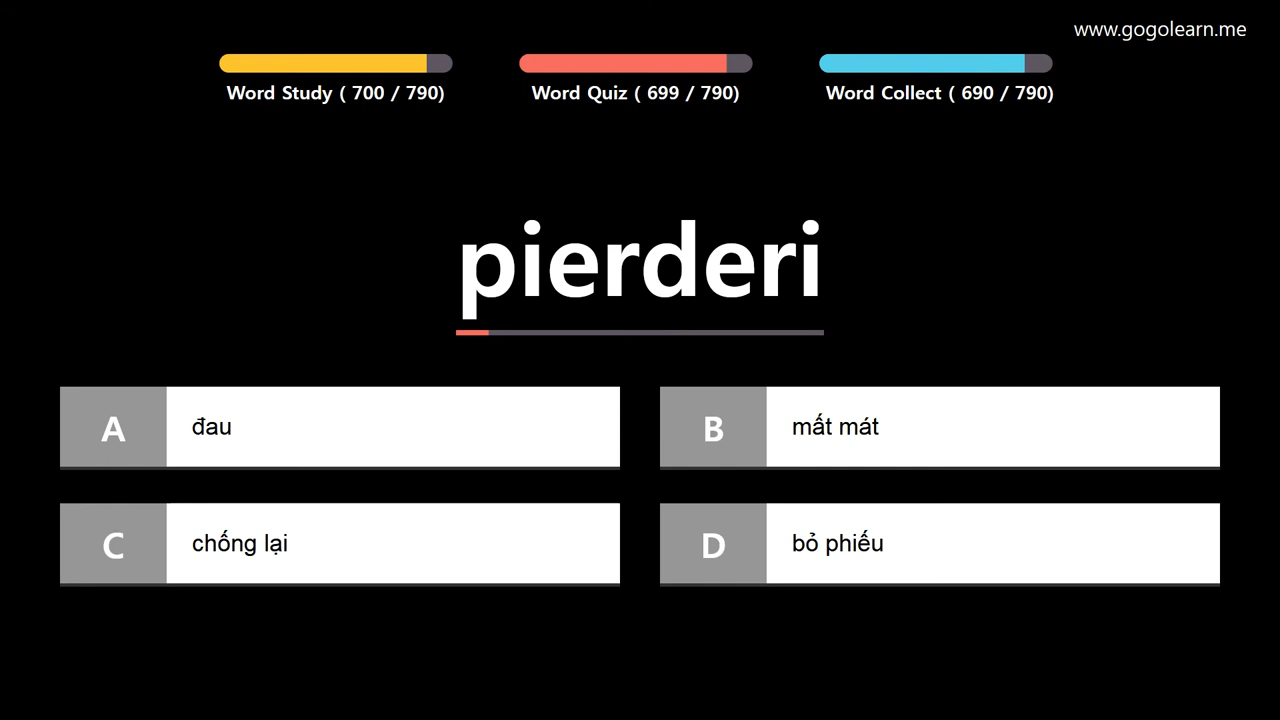 www.gogolearn.me
Word Study ( 700 / 790)
Word Quiz ( 699 / 790)
Word Collect ( 690 / 790)
pierderi
A
đau
B
mất mát
C
chống lại
D
bỏ phiếu